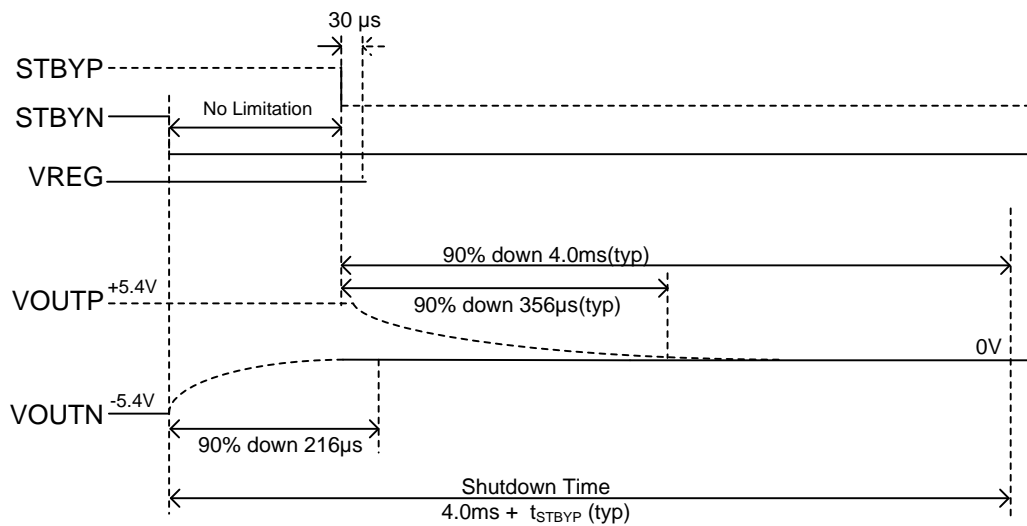 30 µs
STBYP
STBYN
No Limitation
VREG
90% down 4.0ms(typ)
VOUTP
+5.4V
90% down 356µs(typ)
0V
VOUTN
-5.4V
90% down 216µs
Shutdown Time
4.0ms + tSTBYP (typ)